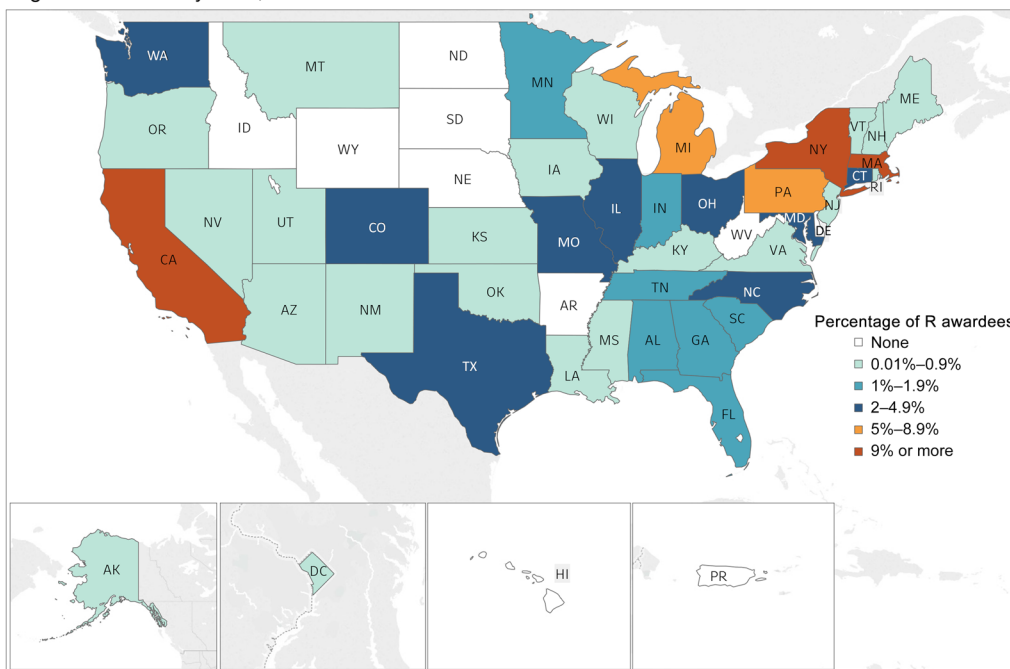 WA
MT
ND
MN
ME
OR
ID
SD
WI
VT
NH
WY
MI
NY
MA
NE
IA
CT
RI
PA
NV
UT
CO
IL
IN
OH
NJ
MD
DE
CA
KS
MO
KY
WV
VA
AZ
NM
OK
AR
TN
NC
MS
AL
GA
SC
TX
LA
FL
Percentage of R awardees
None
0.01%–0.9%
1%–1.9%
2–4.9%
5%–8.9%
9% or more
AK
DC
HI
PR